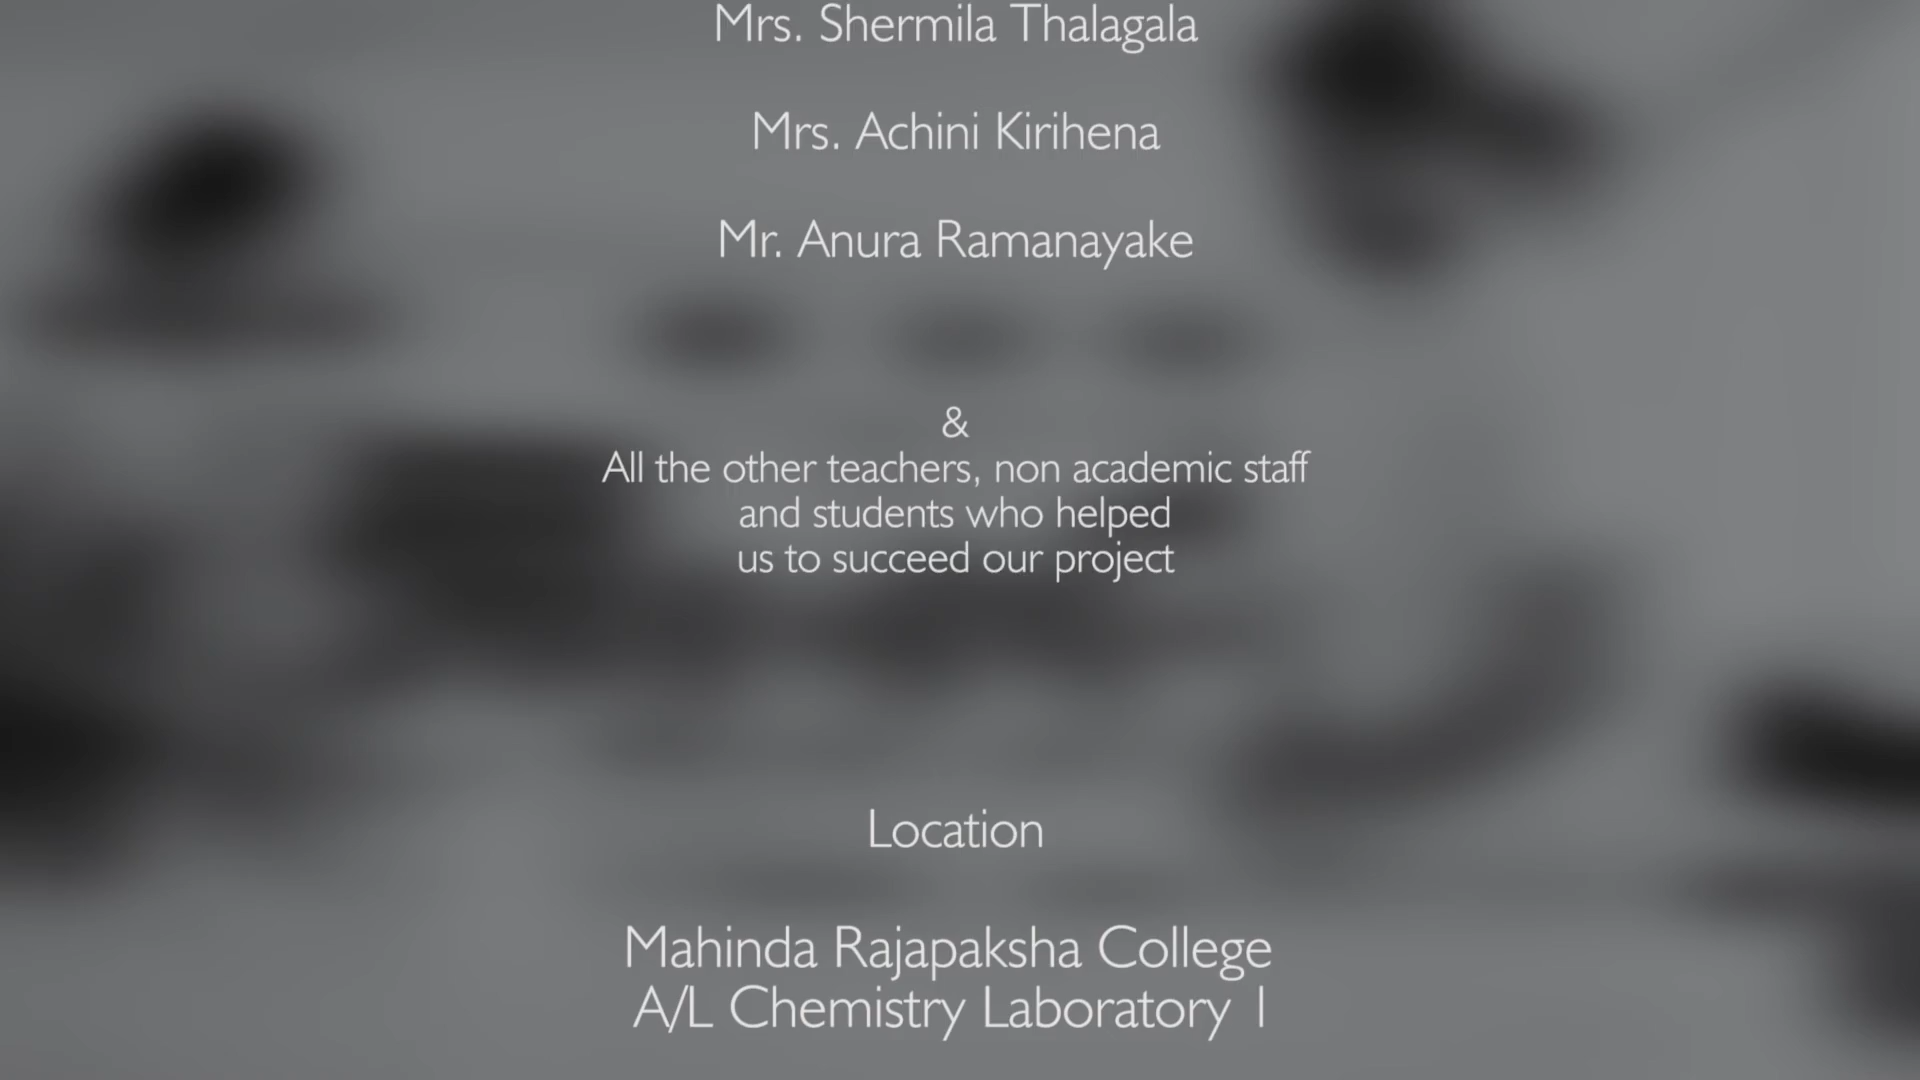 Mrs. Shermila Thalagala
Mrs. Achini Kirihena
Mr. Anura Ramanayake
&
All the other teachers, non academic staff
and students who helped
us to succeed our project
Location
Mahinda Rajapaksha College
A/L Chemistry Laboratory 1